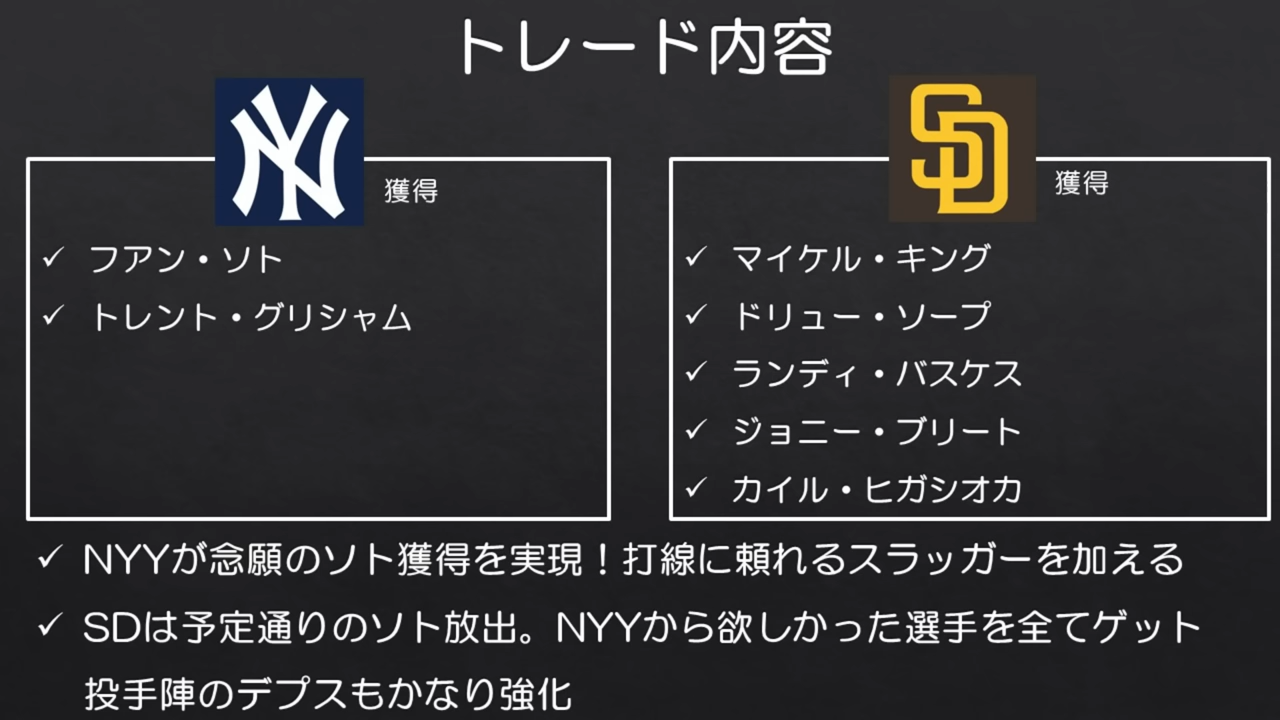 トレード内容
NY
獲得
フアン・ソト
トレント・グリシャム
SD
獲得
マイケル・キング
ドリュー・ソープ
ランディ・バスケス
ジョニー・ブリート
カイル・ヒガシオカ
NYYが念願のソト獲得を実現！打線に頼れるスラッガーを加える
SDは予定通りのソト放出。NYYから欲しかった選手を全てゲット
投手陣のデプスもかなり強化